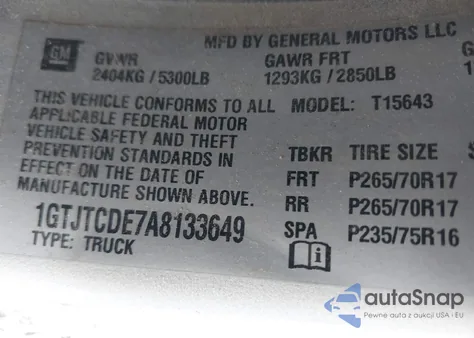 MFD BY GENERAL MOTORS LLC
GM
GVWR GAWR FRT
2404KG / 5300LB 1293KG / 2850LB
THIS VEHICLE CONFORMS TO ALL MODEL: T15643
APPLICABLE FEDERAL MOTOR
VEHICLE SAFETY AND THEFT
PREVENTION STANDARDS IN TBKR TIRE SIZE
EFFECT ON THE DATE OF FRT P265/70R17
MANUFACTURE SHOWN ABOVE. RR P265/70R17
1GTJTCDE7A8133649 SPA P235/75R16
TYPE: TRUCK
autoSnap
Pewne auta z aukcji USA - EU